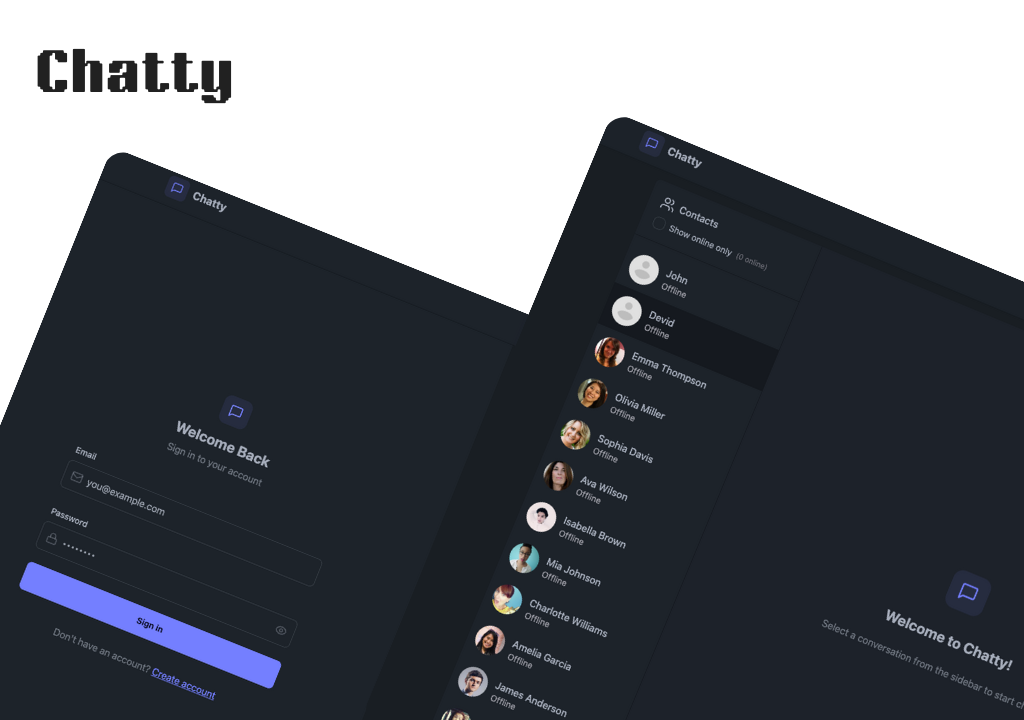 Chatty
Chatty
Welcome Back
Sign in to your account
Email
you@example.com
Password
••••••••
Sign in
Don't have an account? Create account
Chatty
Contacts
Show online only (0 online)
John
Offline
Devid
Offline
Emma Thompson
Offline
Olivia Miller
Offline
Sophia Davis
Offline
Ava Wilson
Offline
Isabella Brown
Offline
Mia Johnson
Offline
Charlotte Williams
Offline
Amelia Garcia
Offline
James Anderson
Offline
Welcome to Chatty!
Select a conversation from the sidebar to start